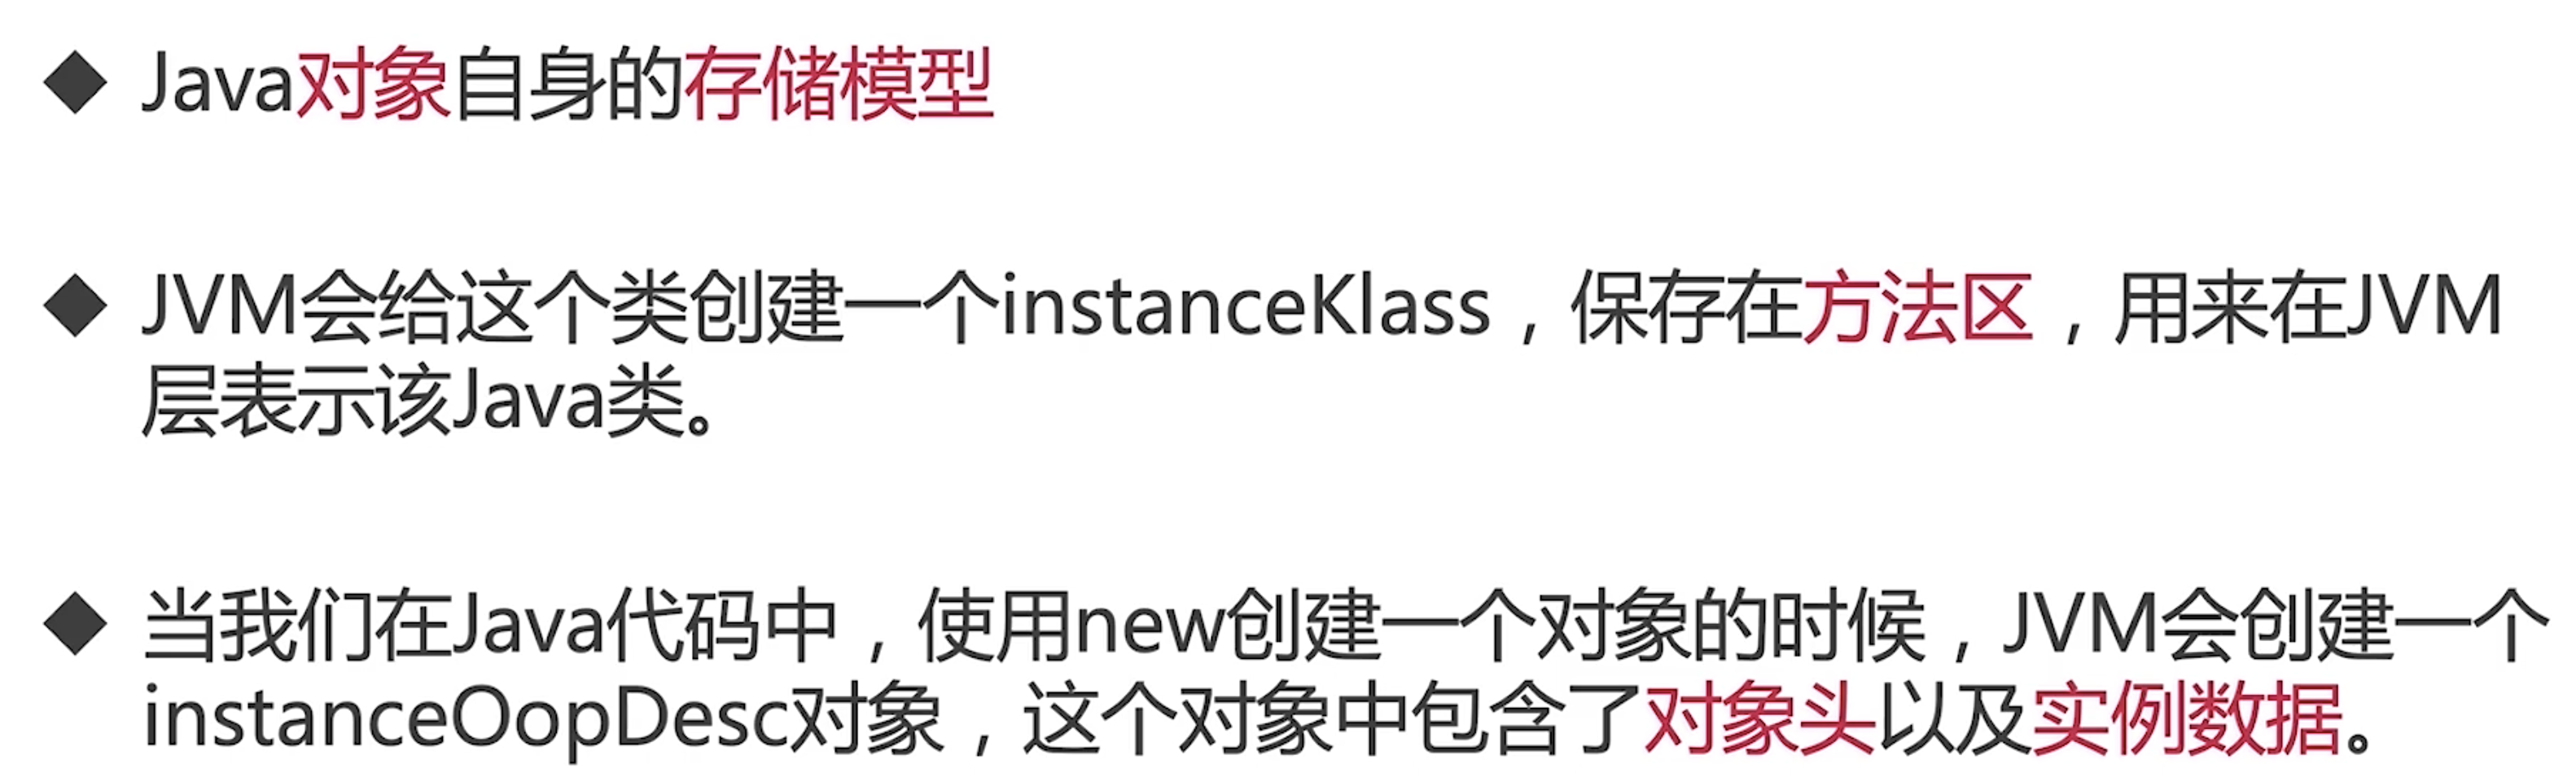 ◆ Java对象自身的存储模型
◆ JVM会给这个类创建一个instanceKlass，保存在方法区，用来在JVM
层表示该Java类。
◆ 当我们在Java代码中，使用new创建一个对象的时候，JVM会创建一个
instanceOopDesc对象，这个对象中包含了对象头以及实例数据。